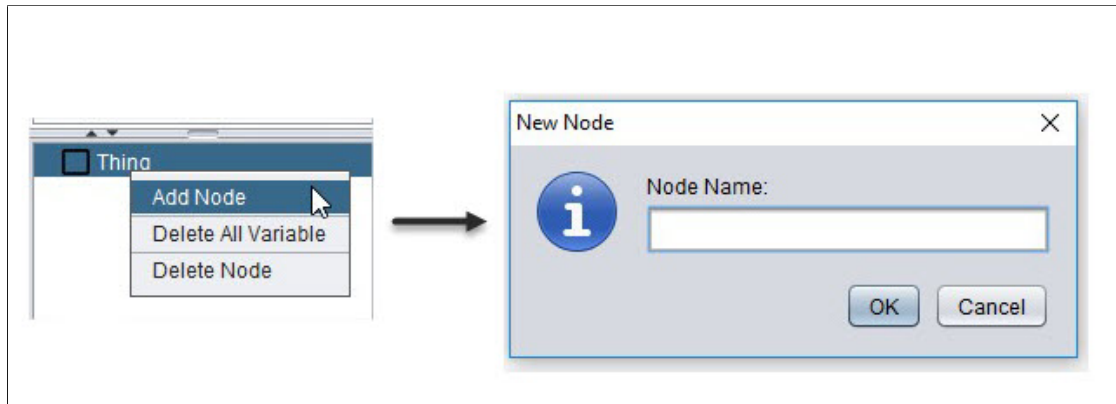 Thing
Add Node
Delete All Variable
Delete Node
New Node
Node Name:
OK Cancel